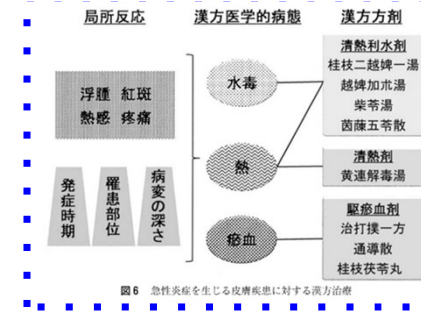 局所反応
漢方医学的病態
漢方方剤
浮腫 紅斑
熱感 疼痛
発症時期
罹患部位
病変の深さ
水毒
熱
瘀血
清熱利水剤
桂枝二越婢一湯
越婢加朮湯
柴苓湯
茵蔯五苓散
清熱剤
黄連解毒湯
駆瘀血剤
治打撲一方
通導散
桂枝茯苓丸
図6 急性炎症を生じる皮膚疾患に対する漢方治療